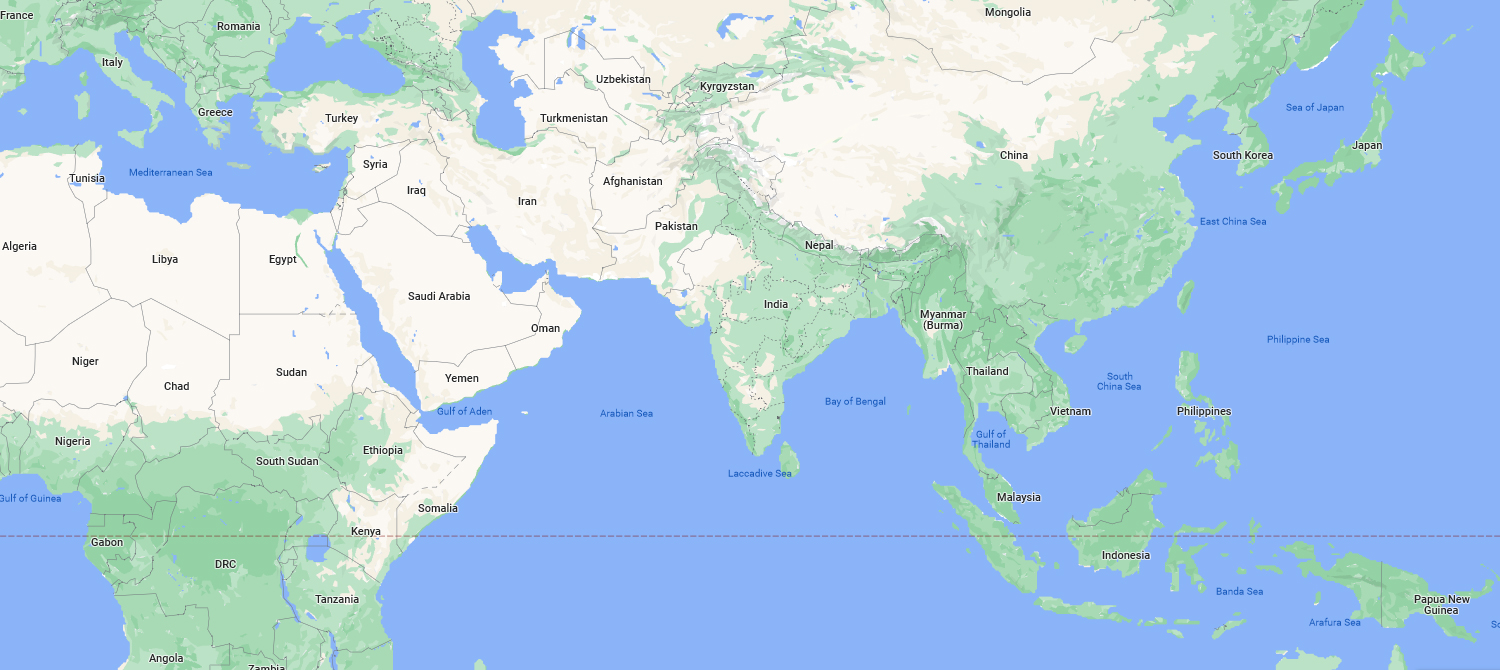 France
Romania
Mongolia
Italy
Uzbekistan
Kyrgyzstan
Greece
Turkey
Turkmenistan
Sea of Japan
Japan
South Korea
China
Syria
Mediterranean Sea
Tunisia
Afghanistan
Iraq
Iran
Pakistan
East China Sea
Algeria
Libya
Egypt
Nepal
Saudi Arabia
India
Oman
Myanmar
(Burma)
Philippine Sea
Niger
Chad
Sudan
Yemen
Thailand
South
China Sea
Gulf of Aden
Arabian Sea
Bay of Bengal
Vietnam
Philippines
Nigeria
Ethiopia
South Sudan
Gulf of
Thailand
Laccadive Sea
Gulf of Guinea
Somalia
Malaysia
Kenya
Gabon
DRC
Indonesia
Tanzania
Banda Sea
Papua New
Guinea
Arafura Sea
Angola
Zambia